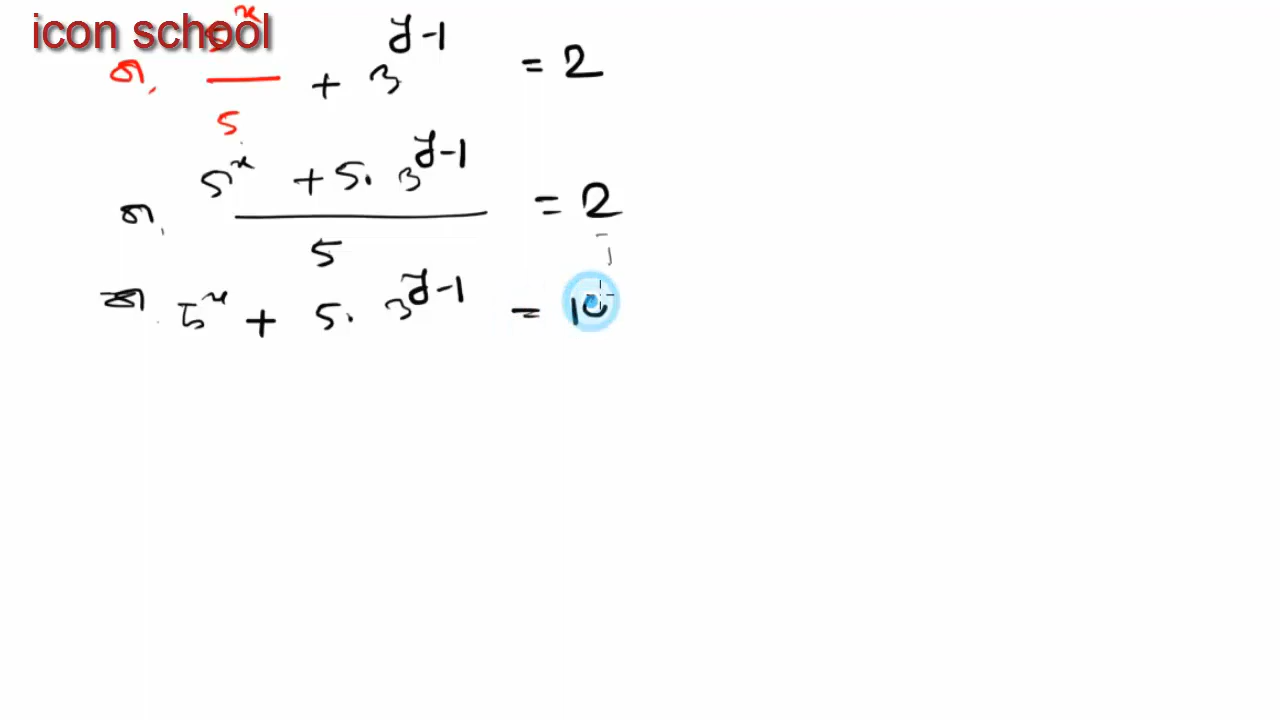 icon school
বা, 5^x/5 + 3^(y-1) = 2
বা, (5^x + 5. 3^(y-1))/5 = 2
বা. 5^x + 5. 3^(y-1) = 10